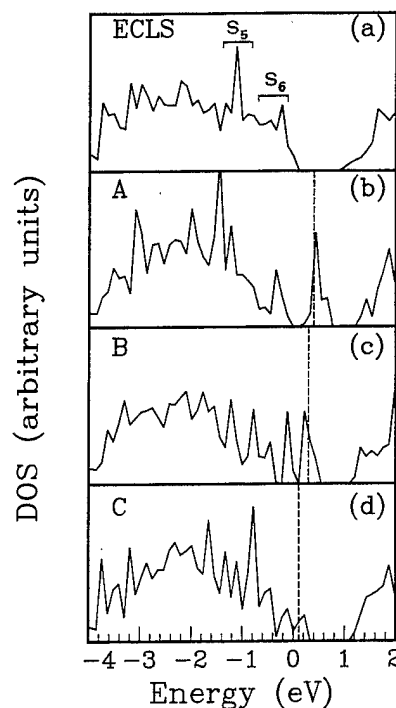 ECLS
S5
S6
(a)
A
(b)
B
(c)
C
(d)
DOS (arbitrary units)
-4 -3 -2 -1 0 1 2
Energy (eV)